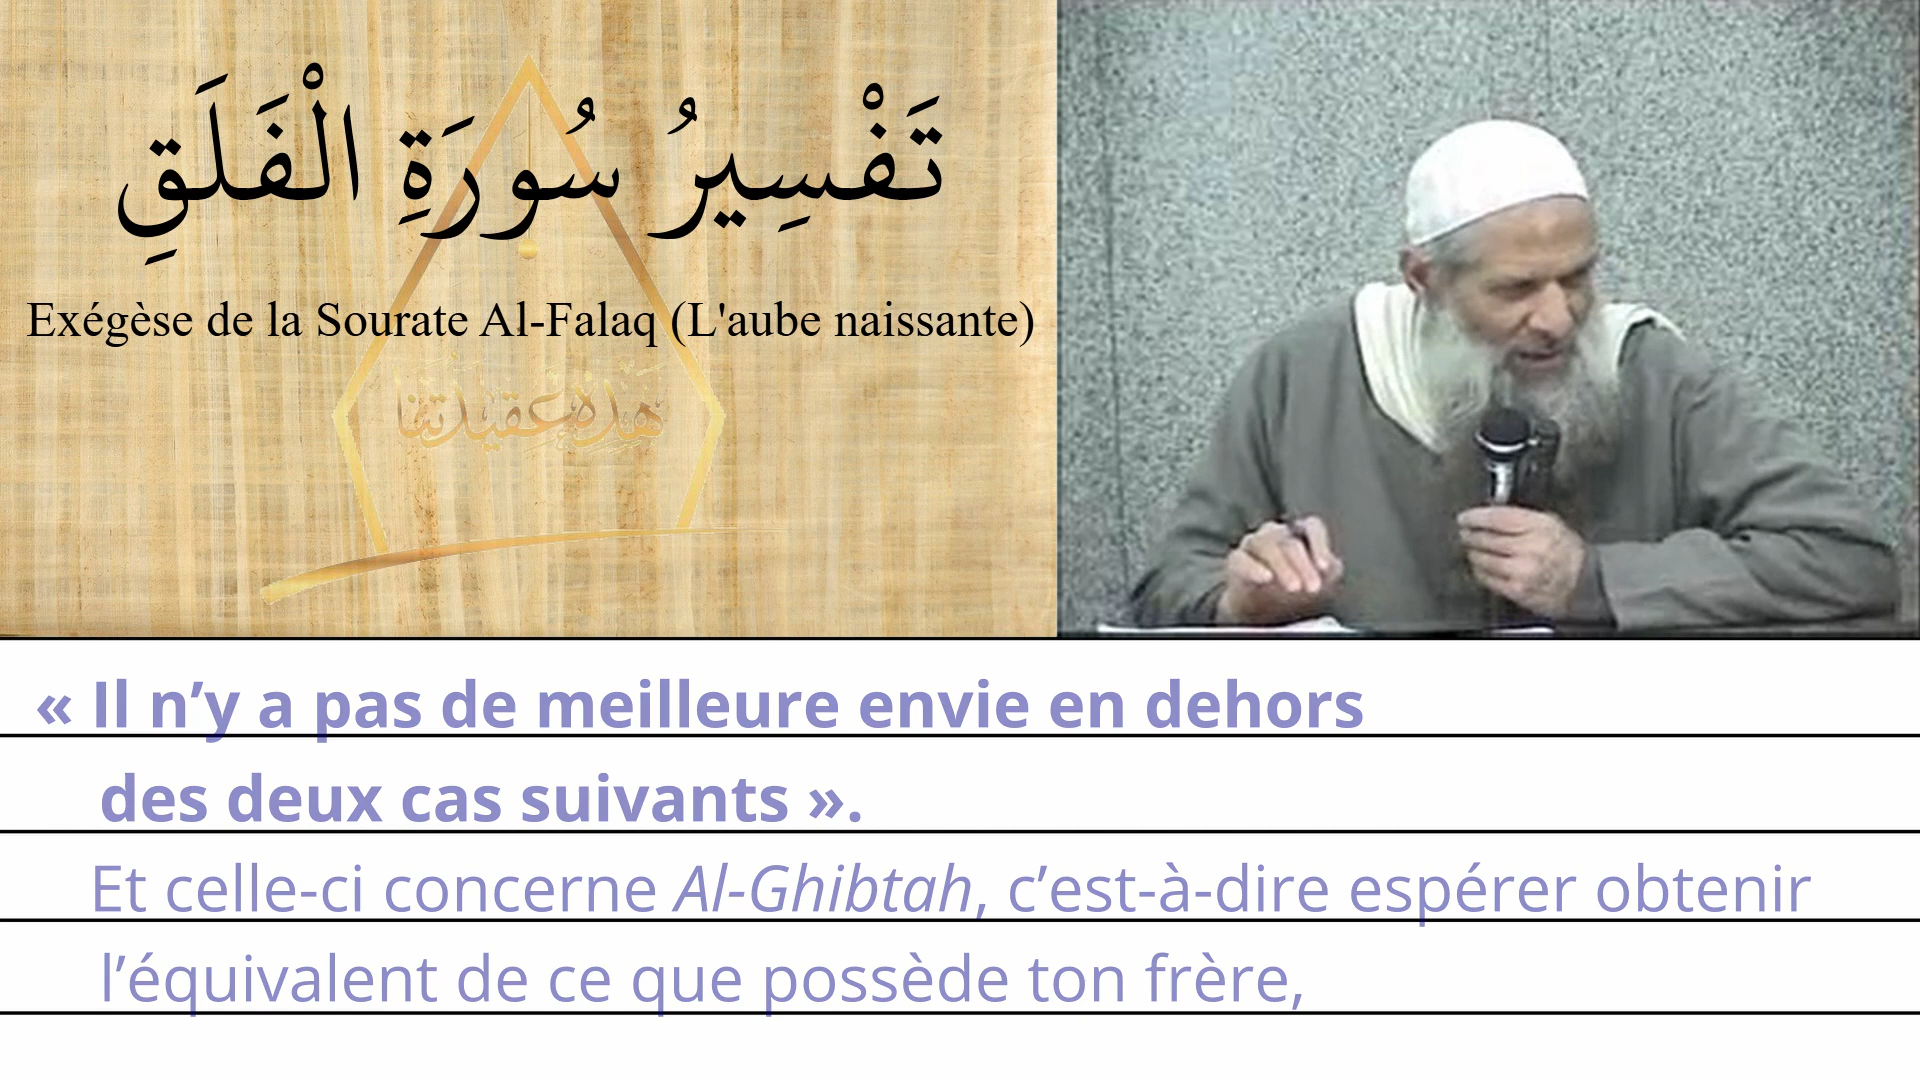 تَفْسِيرُ سُورَةِ الْفَلَقِ
Exégèse de la Sourate Al-Falaq (L'aube naissante)
هذه عقيدتنا
« Il n’y a pas de meilleure envie en dehors
des deux cas suivants ».
Et celle-ci concerne Al-Ghibtah, c’est-à-dire espérer obtenir
l’équivalent de ce que possède ton frère,